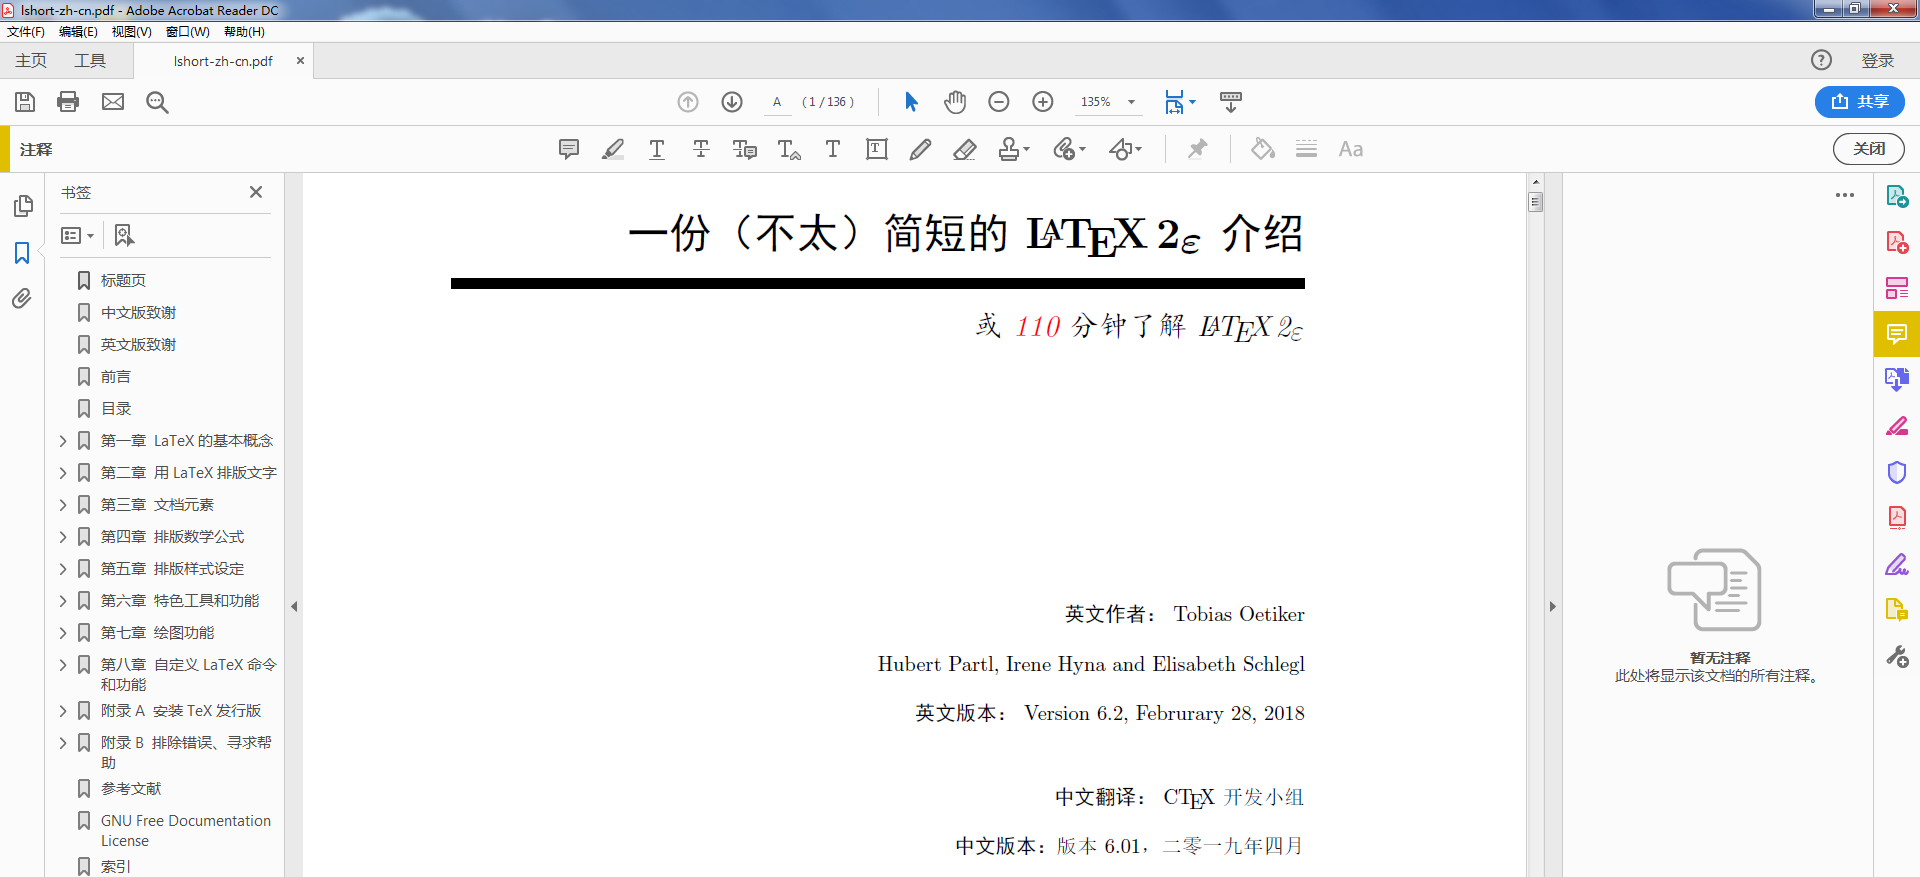 lshort-zh-cn.pdf - Adobe Acrobat Reader DC
文件(F) 编辑(E) 视图(V) 窗口(W) 帮助(H)
主页 工具 lshort-zh-cn.pdf × 登录
A (1 / 136) 135% 共享
注释 Aa 关闭
书签
标题页
中文版致谢
英文版致谢
前言
目录
第一章 LaTeX 的基本概念
第二章 用 LaTeX 排版文字
第三章 文档元素
第四章 排版数学公式
第五章 排版样式设定
第六章 特色工具和功能
第七章 绘图功能
第八章 自定义 LaTeX 命令
和功能
附录 A 安装 TeX 发行版
附录 B 排除错误、寻求帮
助
参考文献
GNU Free Documentation
License
索引
一份（不太）简短的 LATEX 2ε 介绍
或 110 分钟了解 LATEX 2ε
英文作者： Tobias Oetiker
Hubert Partl, Irene Hyna and Elisabeth Schlegl
英文版本： Version 6.2, Februrary 28, 2018
中文翻译： CTEX 开发小组
中文版本：版本 6.01，二零一九年四月
暂无注释
此处将显示该文档的所有注释。